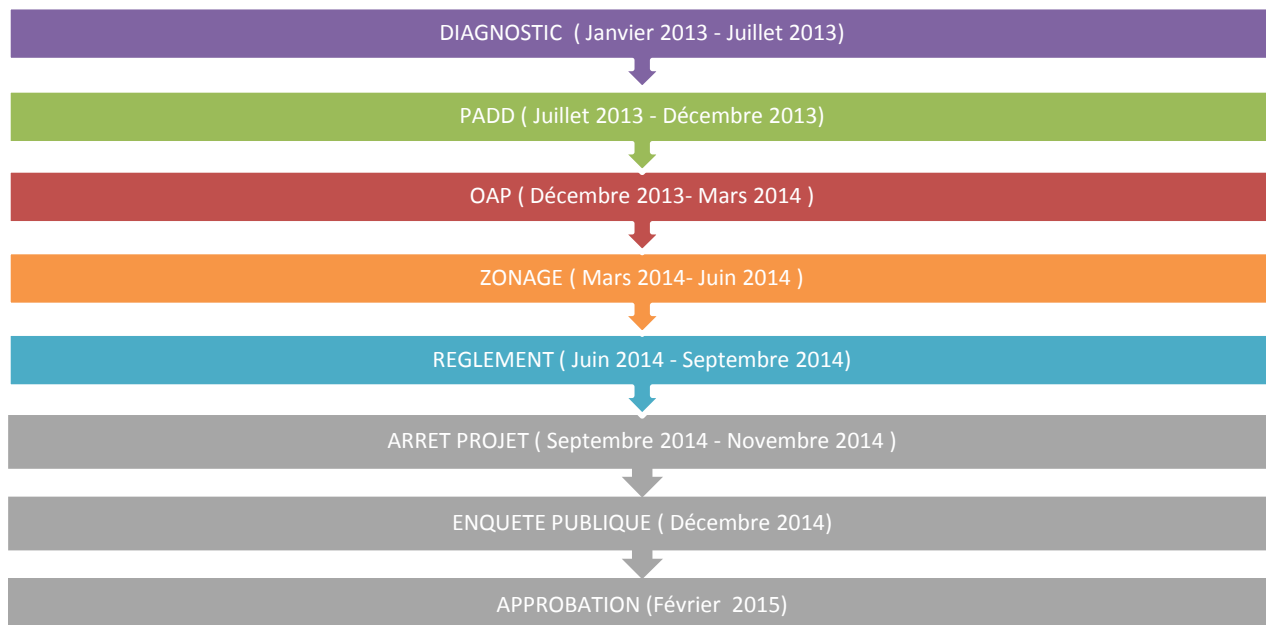 DIAGNOSTIC ( Janvier 2013 - Juillet 2013)
PADD ( Juillet 2013 - Décembre 2013)
OAP ( Décembre 2013- Mars 2014 )
ZONAGE ( Mars 2014- Juin 2014 )
REGLEMENT ( Juin 2014 - Septembre 2014)
ARRET PROJET ( Septembre 2014 - Novembre 2014 )
ENQUETE PUBLIQUE ( Décembre 2014)
APPROBATION (Février 2015)